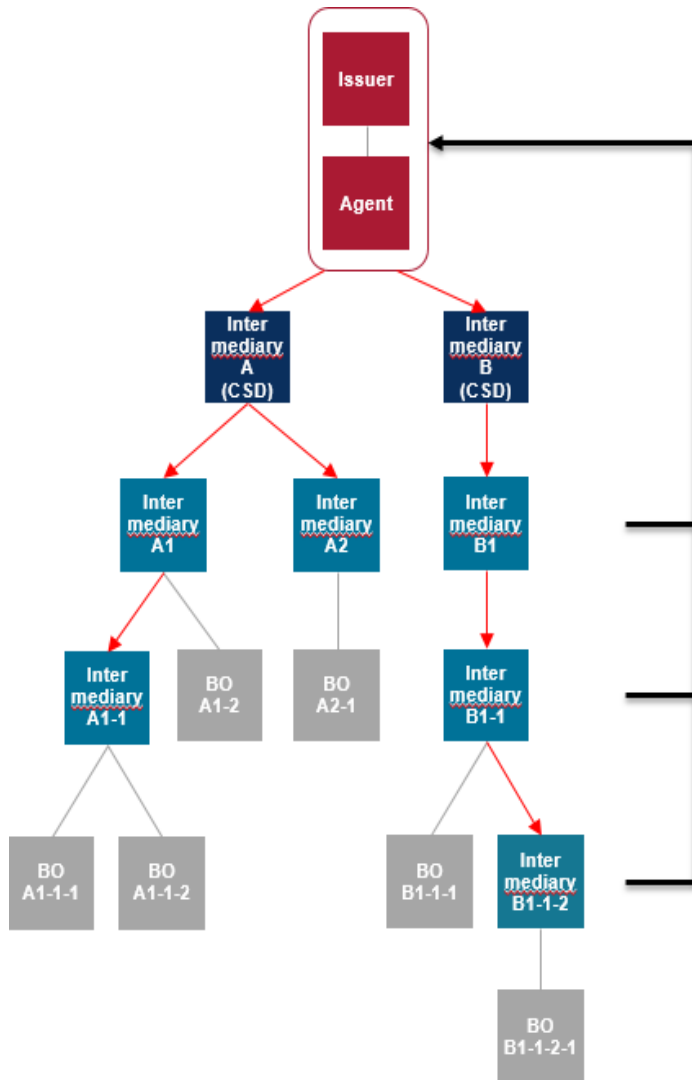 Issuer
Agent
Inter
mediary
A
(CSD)
Inter
mediary
B
(CSD)
Inter
mediary
A1
Inter
mediary
A2
Inter
mediary
B1
Inter
mediary
A1-1
BO
A1-2
BO
A2-1
Inter
mediary
B1-1
BO
A1-1-1
BO
A1-1-2
BO
B1-1-1
Inter
mediary
B1-1-2
BO
B1-1-2-1